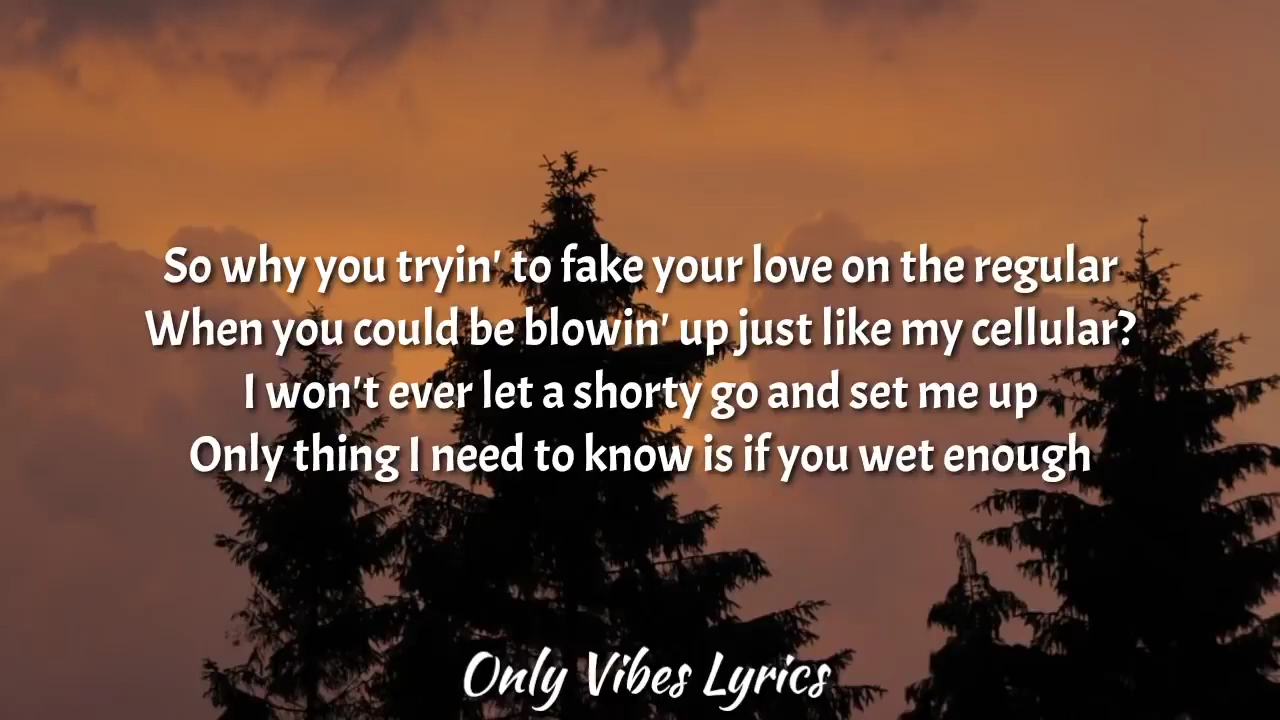 So why you tryin' to fake your love on the regular
When you could be blowin' up just like my cellular?
I won't ever let a shorty go and set me up
Only thing I need to know is if you wet enough
Only Vibes Lyrics